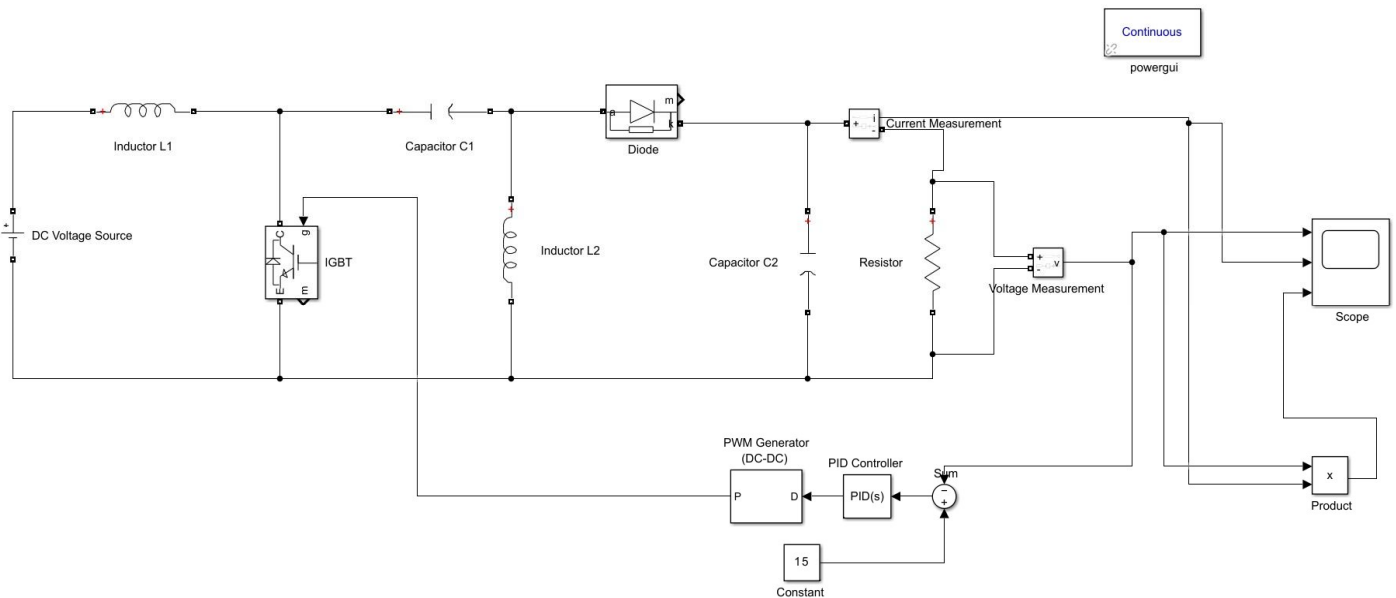 Continuous
powergui
+
m
+
a
k
+
i
-
Current Measurement
Inductor L1
Capacitor C1
Diode
+
+
DC Voltage Source
C
g
E
m
IGBT
Inductor L2
Capacitor C2
+
Resistor
+
+
-
v
Voltage Measurement
Scope
PWM Generator
(DC-DC)
P
D
PID Controller
PID(s)
Sum
−
+
x
Product
15
Constant